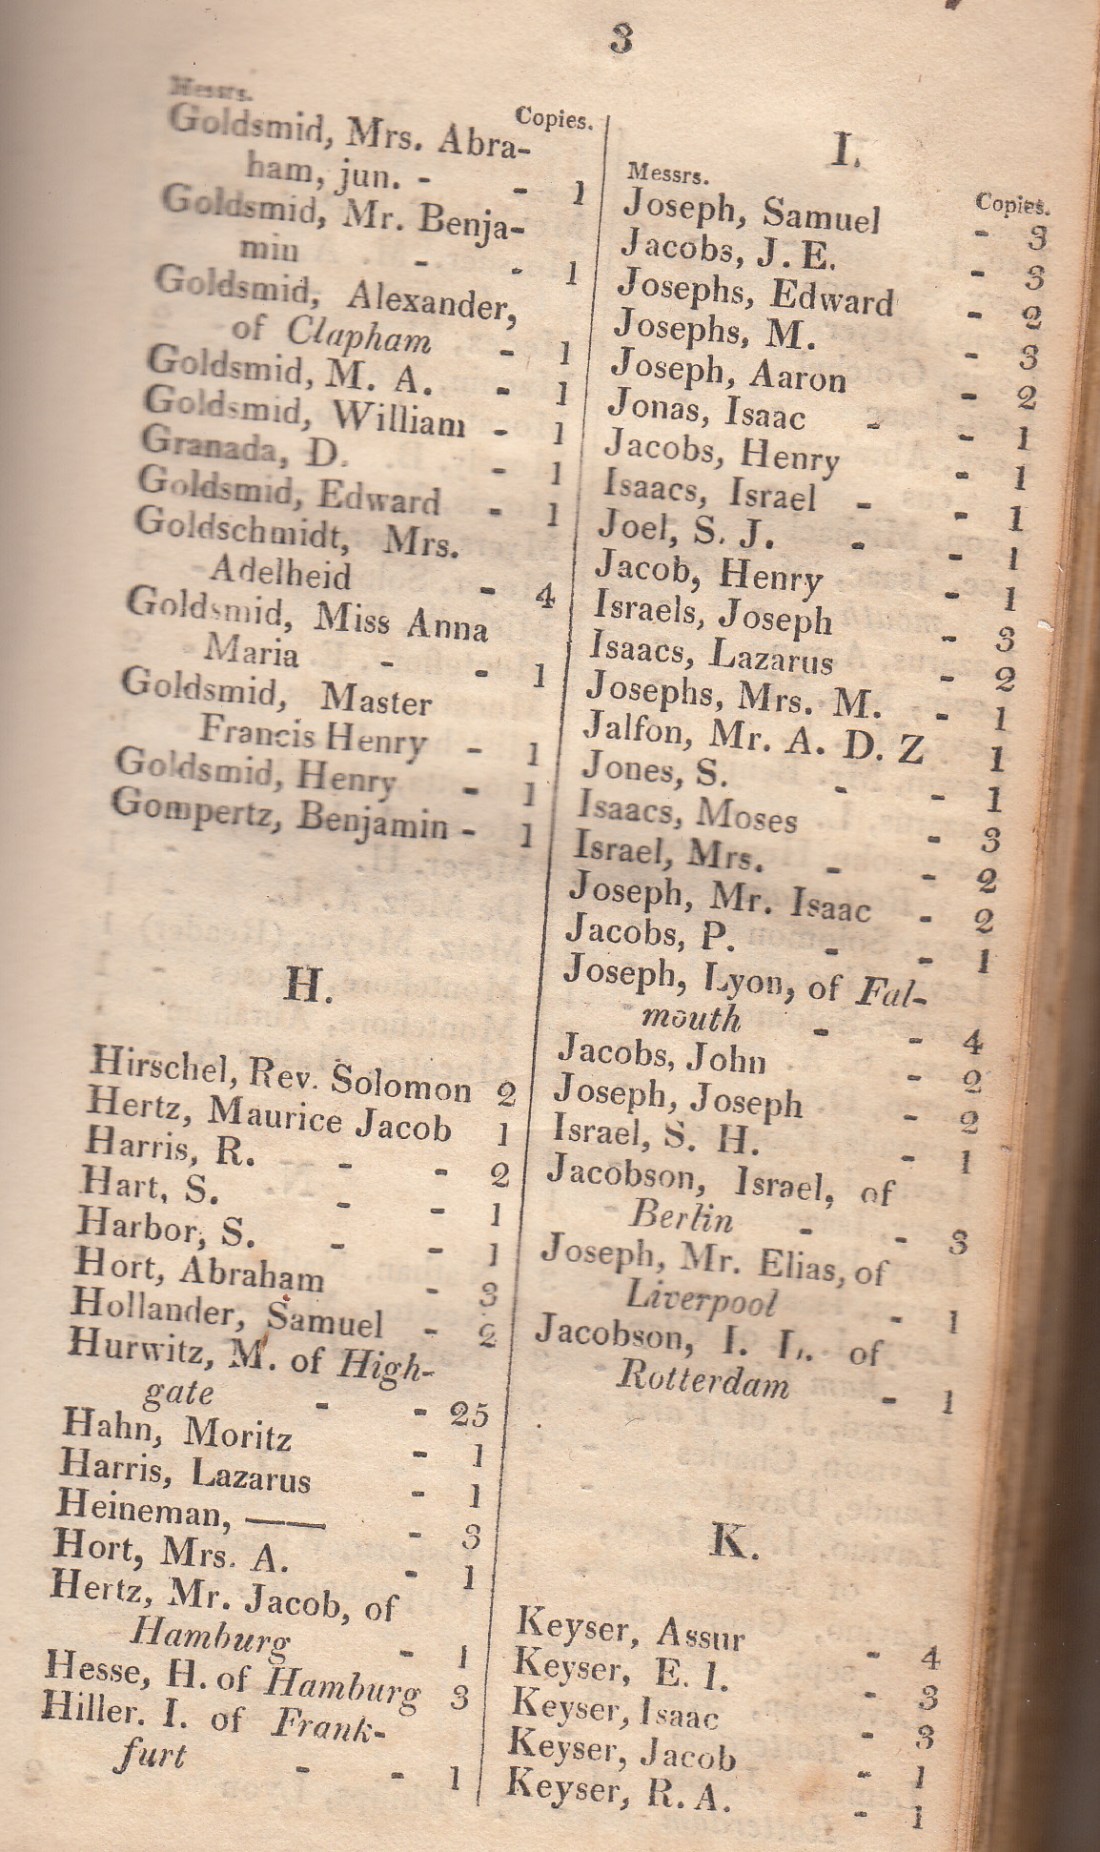 3
Messrs.
Copies.
Goldsmid, Mrs. Abra-
ham, jun. - - 1
Goldsmid, Mr. Benja-
min - - 1
Goldsmid, Alexander,
of Clapham - 1
Goldsmid, M. A. - 1
Goldsmid, William - 1
Granada, D. - 1
Goldsmid, Edward - 1
Goldschmidt, Mrs.
Adelheid - 4
Goldsmid, Miss Anna
Maria - - 1
Goldsmid, Master
Francis Henry - 1
Goldsmid, Henry - 1
Gompertz, Benjamin - 1
H.
Hirschel, Rev. Solomon 2
Hertz, Maurice Jacob 1
Harris, R. - - 2
Hart, S. - - 1
Harbor, S. - - 1
Hort, Abraham - 3
Hollander, Samuel - 2
Hurwitz, M. of High-
gate - - 25
Hahn, Moritz - 1
Harris, Lazarus - 1
Heineman, —— - 3
Hort, Mrs. A. - 1
Hertz, Mr. Jacob, of
Hamburg - 1
Hesse, H. of Hamburg 3
Hiller. I. of Frank-
furt - - 1
I.
Messrs.
Copies.
Joseph, Samuel - 3
Jacobs, J. E. - 3
Josephs, Edward - 2
Josephs, M. - 3
Joseph, Aaron - 2
Jonas, Isaac - - 1
Jacobs, Henry - 1
Isaacs, Israel - - 1
Joel, S. J. - - 1
Jacob, Henry - 1
Israels, Joseph - 3
Isaacs, Lazarus - 2
Josephs, Mrs. M. - 1
Jalfon, Mr. A. D. Z 1
Jones, S. - - 1
Isaacs, Moses - 3
Israel, Mrs. - - 2
Joseph, Mr. Isaac - 2
Jacobs, P. - - 1
Joseph, Lyon, of Fal-
mouth - - 4
Jacobs, John - 2
Joseph, Joseph - 2
Israel, S. H. - 1
Jacobson, Israel, of
Berlin - - 3
Joseph, Mr. Elias, of
Liverpool - 1
Jacobson, I. L. of
Rotterdam - 1
K.
Keyser, Assur - 4
Keyser, E. I. - 3
Keyser, Isaac - 3
Keyser, Jacob - 1
Keyser, R. A. - 1